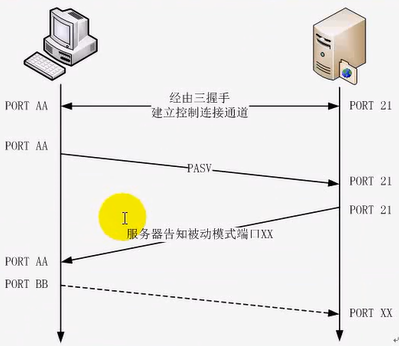 经由三握手
PORT AA
PORT 21
建立控制连接通道
PORT AA
PASV
PORT 21
PORT 21
服务器告知被动模式端口XX
PORT AA
PORT BB
PORT XX